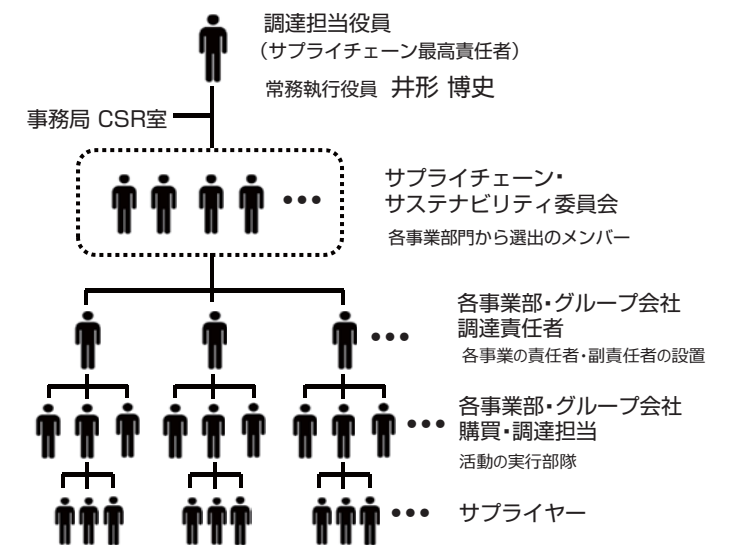 調達担当役員
（サプライチェーン最高責任者）
常務執行役員 井形 博史
事務局 CSR室
サプライチェーン・
サステナビリティ委員会
各事業部門から選出のメンバー
各事業部・グループ会社
調達責任者
各事業の責任者・副責任者の設置
各事業部・グループ会社
購買・調達担当
活動の実行部隊
サプライヤー